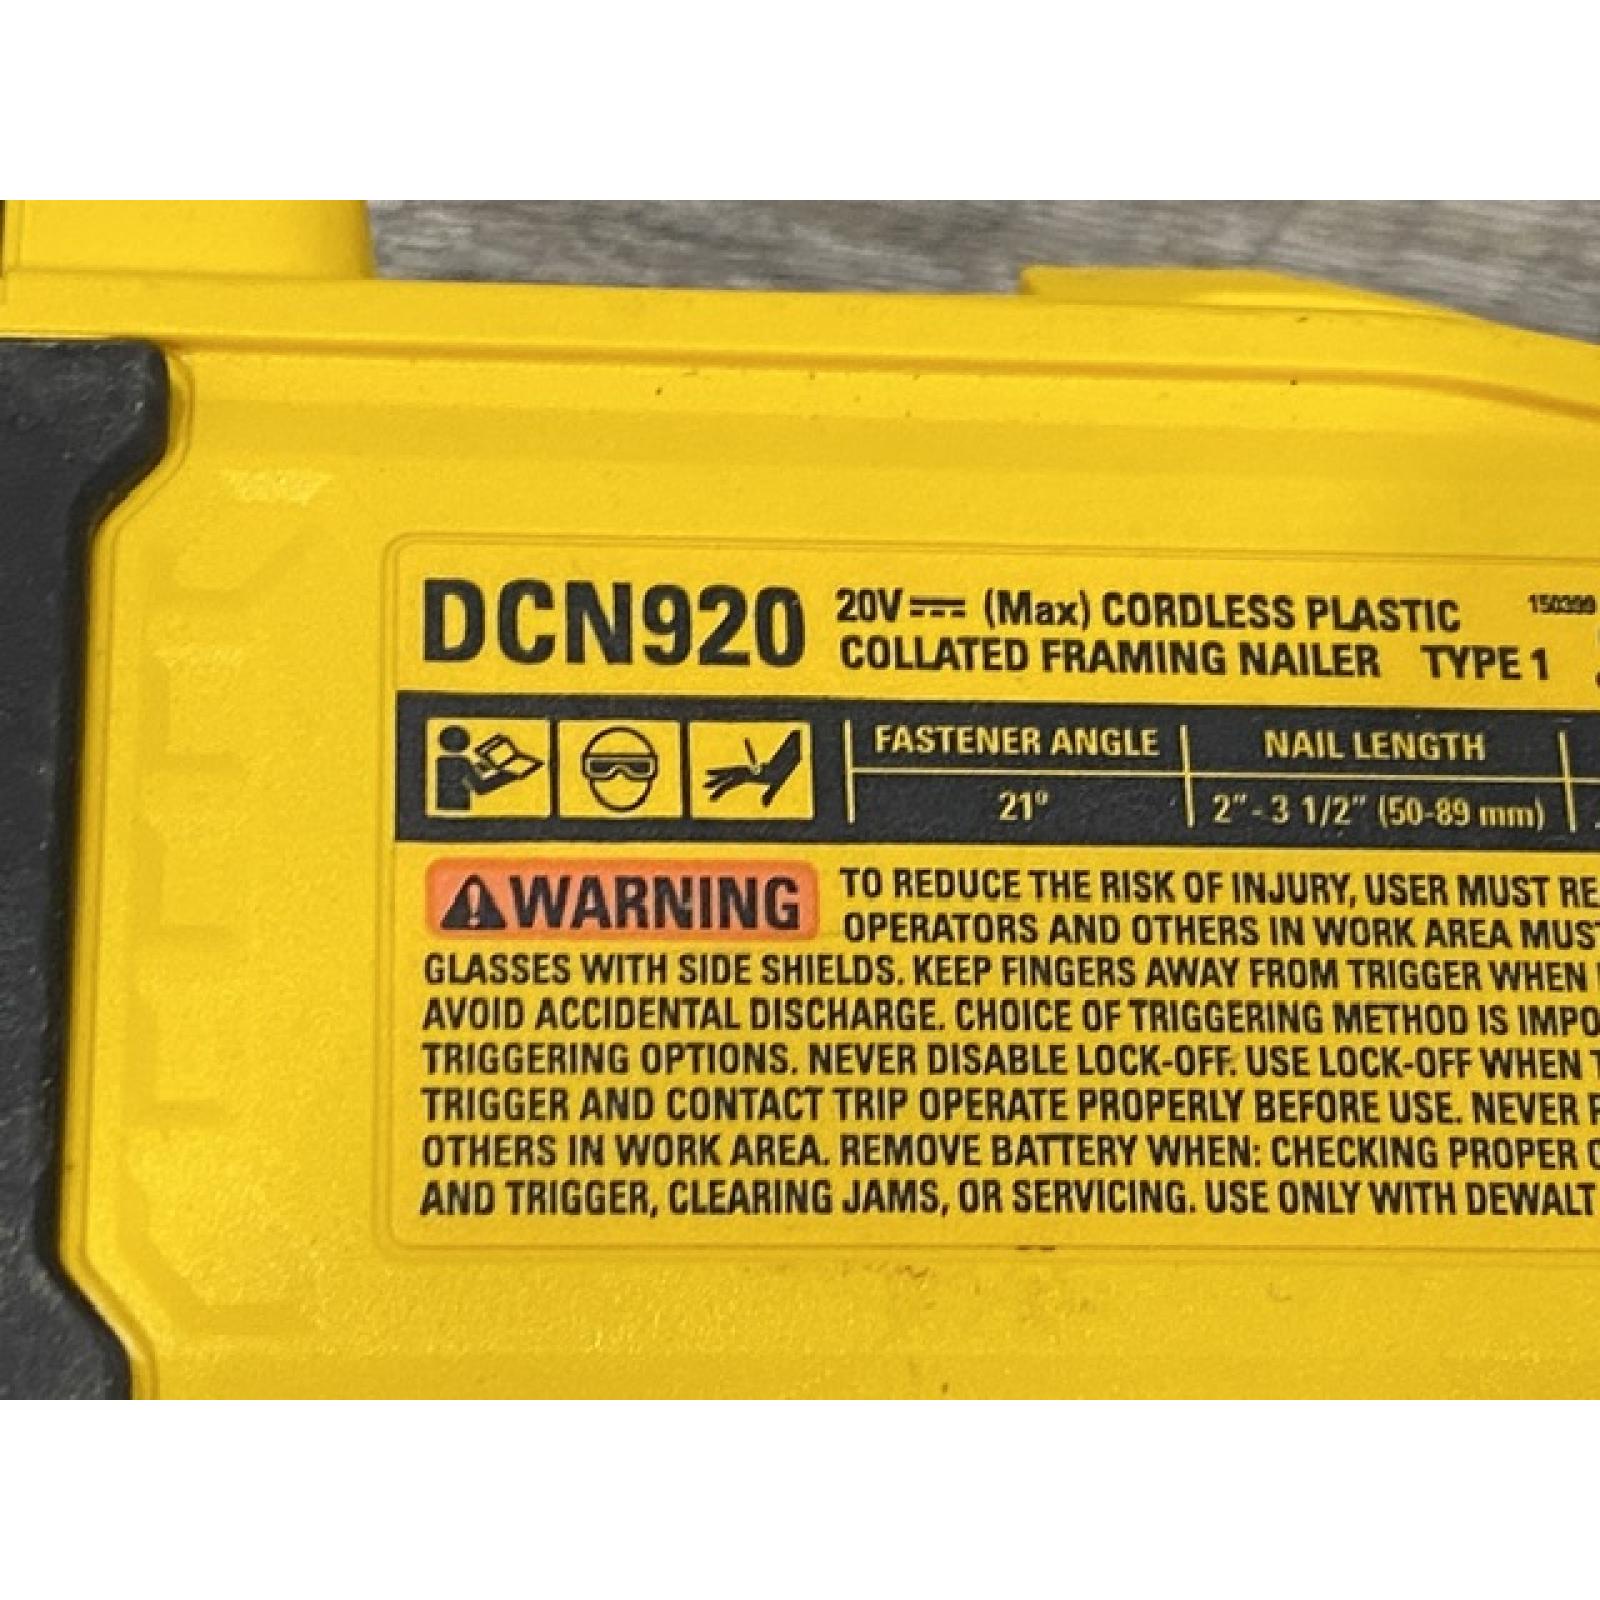 DCN920 20V (Max) CORDLESS PLASTIC 150399
COLLATED FRAMING NAILER TYPE 1
FASTENER ANGLE NAIL LENGTH
21° 2" - 3 1/2" (50-89 mm)
WARNING TO REDUCE THE RISK OF INJURY, USER MUST RE
OPERATORS AND OTHERS IN WORK AREA MUST
GLASSES WITH SIDE SHIELDS. KEEP FINGERS AWAY FROM TRIGGER WHEN
AVOID ACCIDENTAL DISCHARGE. CHOICE OF TRIGGERING METHOD IS IMPO
TRIGGERING OPTIONS. NEVER DISABLE LOCK-OFF. USE LOCK-OFF WHEN T
TRIGGER AND CONTACT TRIP OPERATE PROPERLY BEFORE USE. NEVER
OTHERS IN WORK AREA. REMOVE BATTERY WHEN: CHECKING PROPER
AND TRIGGER, CLEARING JAMS, OR SERVICING. USE ONLY WITH DEWALT